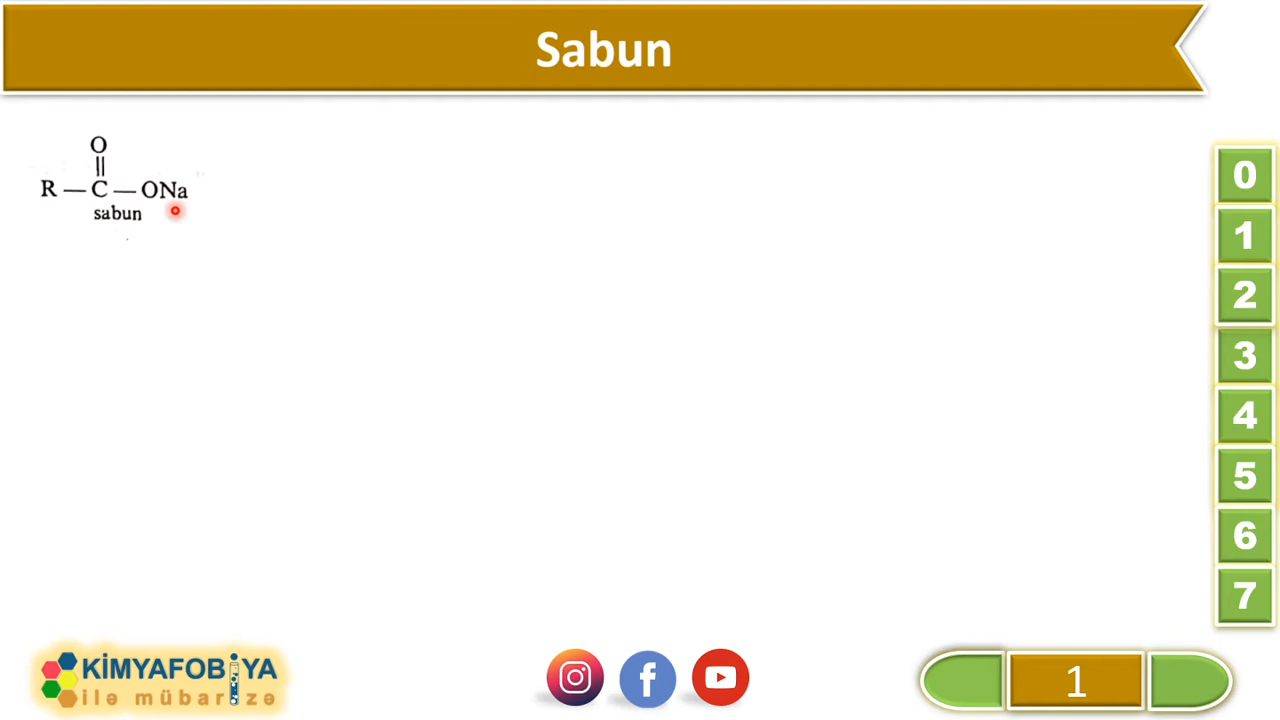 Sabun
O
||
R — C — ONa
sabun
0
1
2
3
4
5
6
7
KİMYAFOBİYA
ilə mübarizə
1